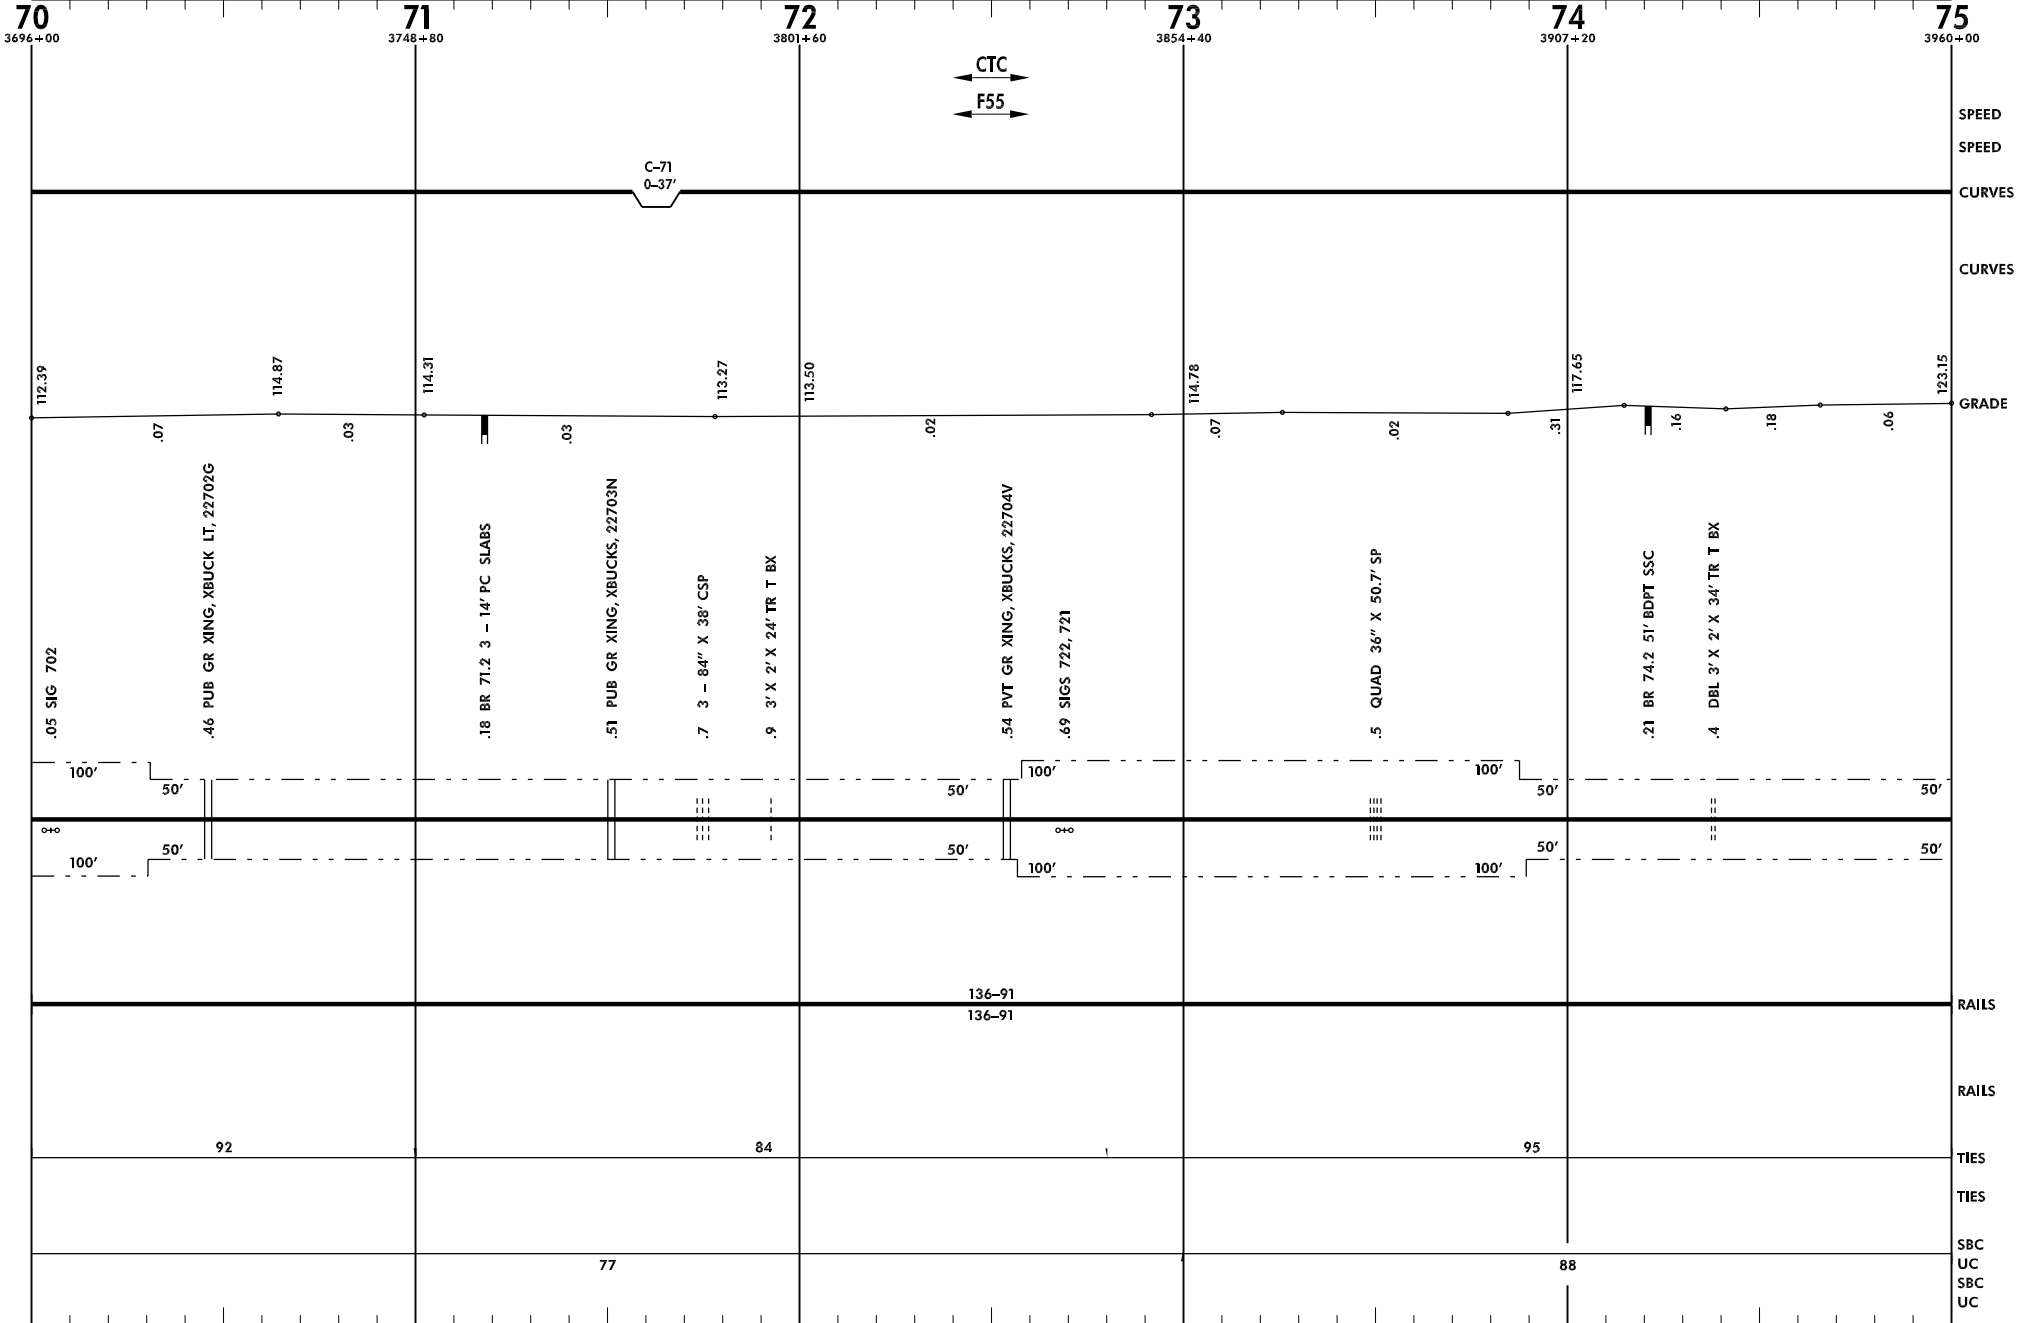 70 71 72 73 74 75
3696+00 3748+80 3801+60 3854+40 3907+20 3960+00
CTC
F55
SPEED
SPEED
C–71
0–37′
CURVES
CURVES
112.39 114.87 114.31 113.27 113.50 114.78 117.65 123.15
GRADE
.07 .03 .03 .02 .07 .02 .31 .16 .18 .06
.05 SIG 702
.46 PUB GR XING, XBUCK LT, 22702G
.18 BR 71.2 3 – 14′ PC SLABS
.51 PUB GR XING, XBUCKS, 22703N
.7 3 – 84″ X 38′ CSP
.9 3′ X 2′ X 24′ TR T BX
.54 PVT GR XING, XBUCKS, 22704V
.69 SIGS 722, 721
.5 QUAD 36″ X 50.7′ SP
.21 BR 74.2 51′ BDPT SSC
.4 DBL 3′ X 2′ X 34′ TR T BX
100′ 50′ 50′ 100′ 100′ 50′ 50′
100′ 50′ 50′ 100′ 100′ 50′ 50′
136–91
136–91
RAILS
RAILS
92 84 95
TIES
TIES
SBC
77 88
UC
SBC
UC